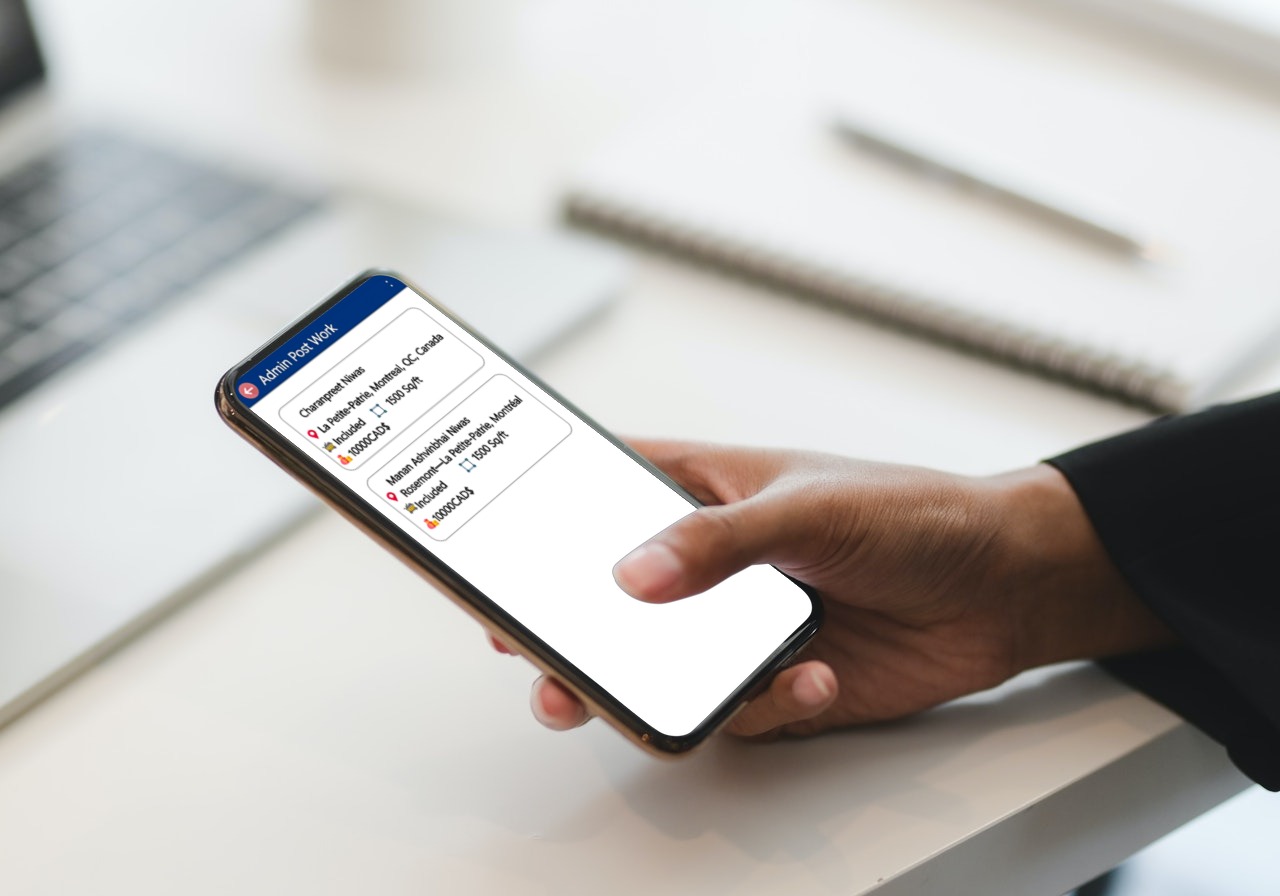 Admin Post Work
Charanpreet Niwas
La Petite-Patrie, Montreal, QC, Canada
Included 1500 Sq/ft
10000CAD$
Manan Ashvinbhai Niwas
Rosemont—La Petite-Patrie, Montréal
Included 1500 Sq/ft
10000CAD$